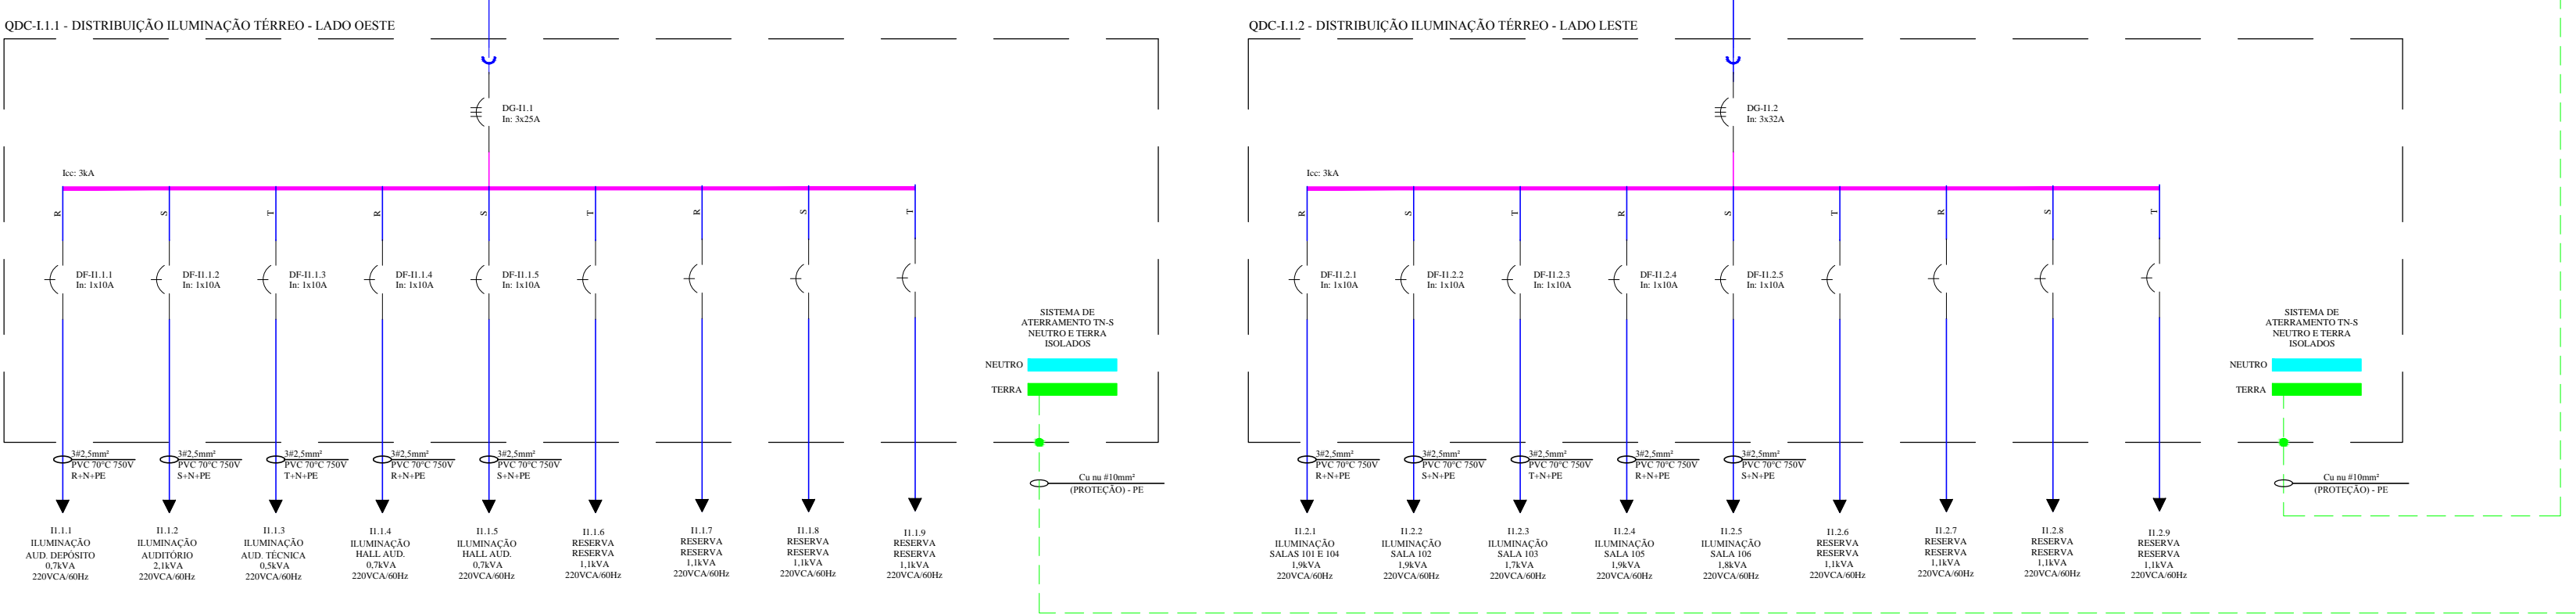 QDC-I.1.1 - DISTRIBUIÇÃO ILUMINAÇÃO TÉRREO - LADO OESTE
DG-I1.1
In: 3x25A
Icc: 3kA
R
S
T
R
S
T
R
S
T
DF-I1.1.1
In: 1x10A
DF-I1.1.2
In: 1x10A
DF-I1.1.3
In: 1x10A
DF-I1.1.4
In: 1x10A
DF-I1.1.5
In: 1x10A
SISTEMA DE
ATERRAMENTO TN-S
NEUTRO E TERRA
ISOLADOS
NEUTRO
TERRA
3#2,5mm²
PVC 70°C 750V
R+N+PE
3#2,5mm²
PVC 70°C 750V
S+N+PE
3#2,5mm²
PVC 70°C 750V
T+N+PE
3#2,5mm²
PVC 70°C 750V
R+N+PE
3#2,5mm²
PVC 70°C 750V
S+N+PE
Cu nu #10mm²
(PROTEÇÃO) - PE
I1.1.1
ILUMINAÇÃO
AUD. DEPÓSITO
0,7kVA
220VCA/60Hz
I1.1.2
ILUMINAÇÃO
AUDITÓRIO
2,1kVA
220VCA/60Hz
I1.1.3
ILUMINAÇÃO
AUD. TÉCNICA
0,5kVA
220VCA/60Hz
I1.1.4
ILUMINAÇÃO
HALL AUD.
0,7kVA
220VCA/60Hz
I1.1.5
ILUMINAÇÃO
HALL AUD.
0,7kVA
220VCA/60Hz
I1.1.6
RESERVA
RESERVA
1,1kVA
220VCA/60Hz
I1.1.7
RESERVA
RESERVA
1,1kVA
220VCA/60Hz
I1.1.8
RESERVA
RESERVA
1,1kVA
220VCA/60Hz
I1.1.9
RESERVA
RESERVA
1,1kVA
220VCA/60Hz
QDC-I.1.2 - DISTRIBUIÇÃO ILUMINAÇÃO TÉRREO - LADO LESTE
DG-I1.2
In: 3x32A
Icc: 3kA
R
S
T
R
S
T
R
S
T
DF-I1.2.1
In: 1x10A
DF-I1.2.2
In: 1x10A
DF-I1.2.3
In: 1x10A
DF-I1.2.4
In: 1x10A
DF-I1.2.5
In: 1x10A
SISTEMA DE
ATERRAMENTO TN-S
NEUTRO E TERRA
ISOLADOS
NEUTRO
TERRA
3#2,5mm²
PVC 70°C 750V
R+N+PE
3#2,5mm²
PVC 70°C 750V
S+N+PE
3#2,5mm²
PVC 70°C 750V
T+N+PE
3#2,5mm²
PVC 70°C 750V
R+N+PE
3#2,5mm²
PVC 70°C 750V
S+N+PE
Cu nu #10mm²
(PROTEÇÃO) - PE
I1.2.1
ILUMINAÇÃO
SALAS 101 E 104
1,9kVA
220VCA/60Hz
I1.2.2
ILUMINAÇÃO
SALA 102
1,9kVA
220VCA/60Hz
I1.2.3
ILUMINAÇÃO
SALA 103
1,7kVA
220VCA/60Hz
I1.2.4
ILUMINAÇÃO
SALA 105
1,9kVA
220VCA/60Hz
I1.2.5
ILUMINAÇÃO
SALA 106
1,8kVA
220VCA/60Hz
I1.2.6
RESERVA
RESERVA
1,1kVA
220VCA/60Hz
I1.2.7
RESERVA
RESERVA
1,1kVA
220VCA/60Hz
I1.2.8
RESERVA
RESERVA
1,1kVA
220VCA/60Hz
I1.2.9
RESERVA
RESERVA
1,1kVA
220VCA/60Hz